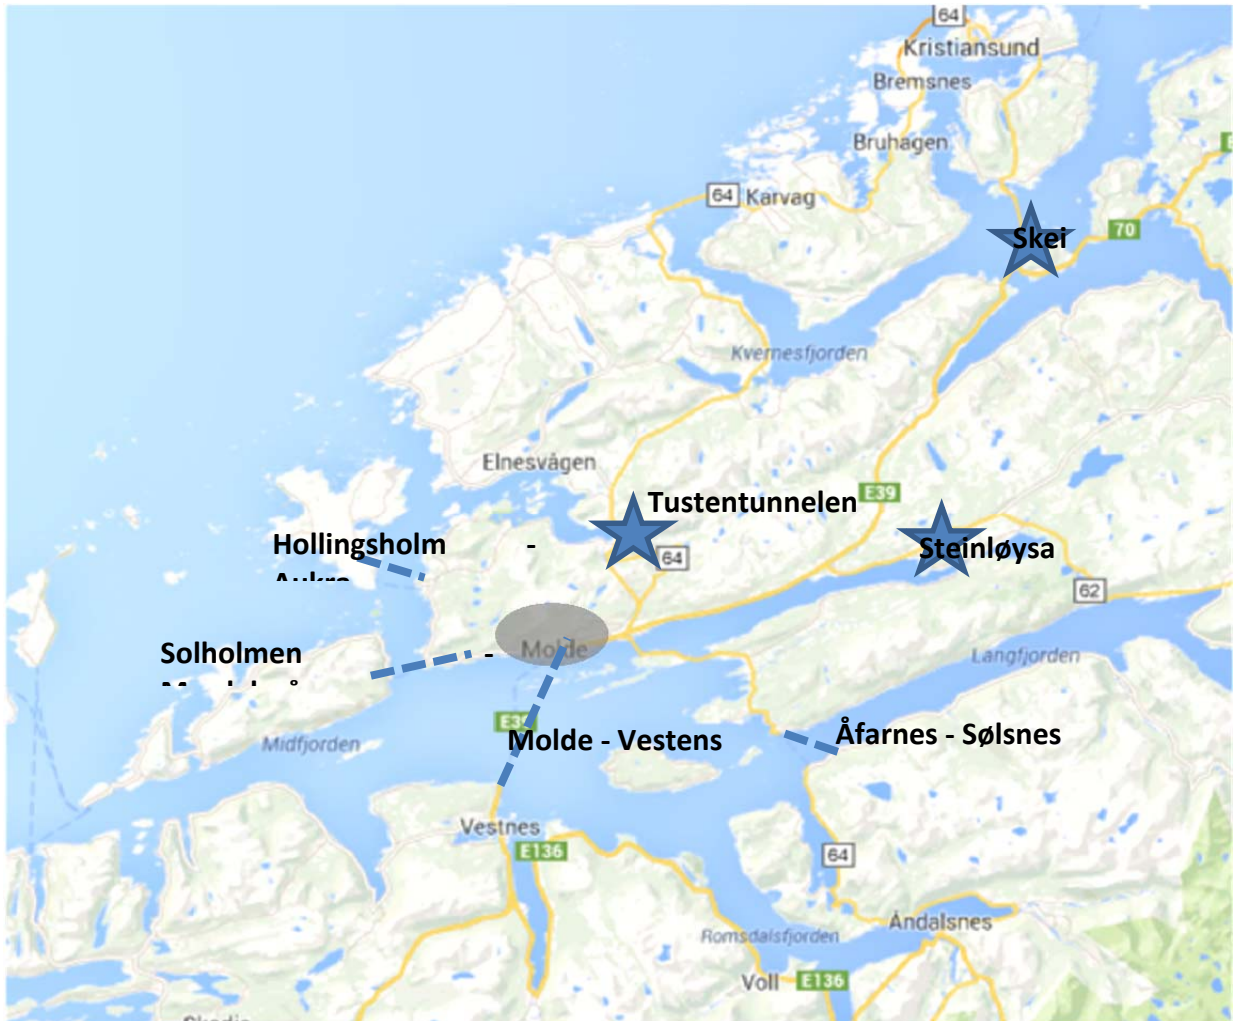 64
Kristiansund
Bremsnes
Bruhagen
64 Karvag
Skei
70
Kvernesfjorden
Elnesvågen
E39
Tustentunnelen
Hollingsholm -
Steinløysa
64
62
Solholmen -
Molde
Langfjorden
Midfjorden
Molde - Vestens
Åfarnes - Sølsnes
Vestnes
E136
64
Åndalsnes
Romsdalsfjorden
Voll E136